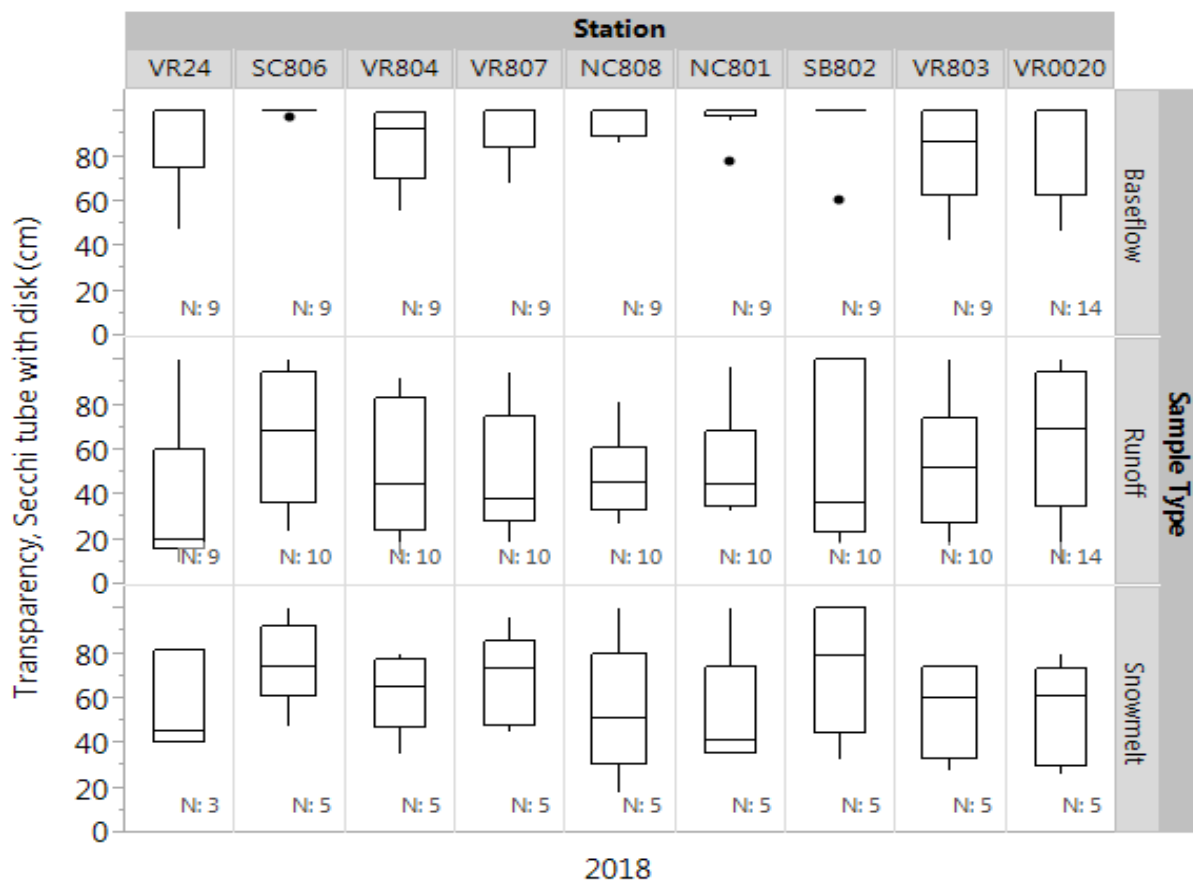 Station
VR24 SC806 VR804 VR807 NC808 NC801 SB802 VR803 VR0020
Transparency, Secchi tube with disk (cm)
80
60
40
20
0
N: 9 N: 9 N: 9 N: 9 N: 9 N: 9 N: 9 N: 9 N: 14
Baseflow
80
60
40
20
0
N: 9 N: 10 N: 10 N: 10 N: 10 N: 10 N: 10 N: 10 N: 14
Runoff
80
60
40
20
0
N: 3 N: 5 N: 5 N: 5 N: 5 N: 5 N: 5 N: 5 N: 5
Snowmelt
Sample Type
2018